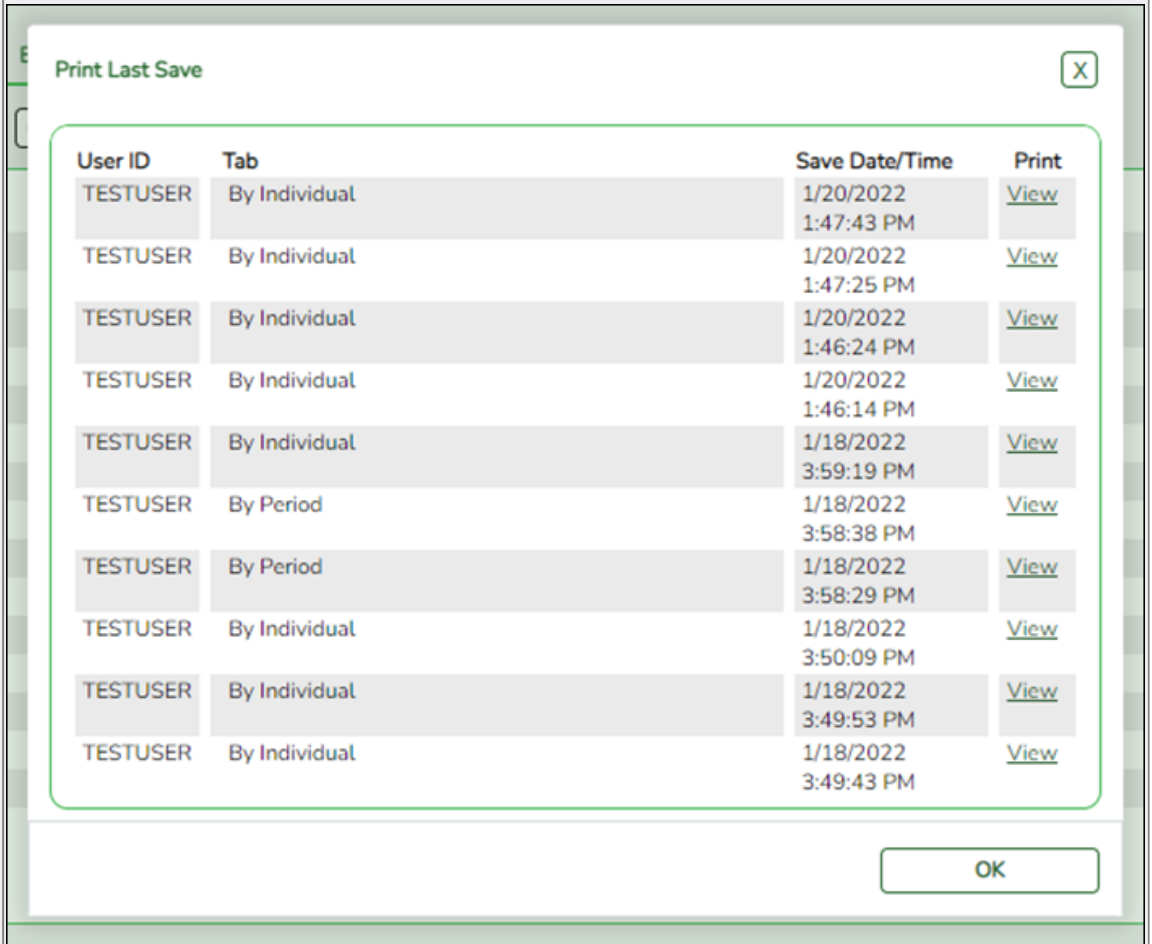 Print Last Save
X
User ID Tab Save Date/Time Print
TESTUSER By Individual 1/20/2022 View
1:47:43 PM
TESTUSER By Individual 1/20/2022 View
1:47:25 PM
TESTUSER By Individual 1/20/2022 View
1:46:24 PM
TESTUSER By Individual 1/20/2022 View
1:46:14 PM
TESTUSER By Individual 1/18/2022 View
3:59:19 PM
TESTUSER By Period 1/18/2022 View
3:58:38 PM
TESTUSER By Period 1/18/2022 View
3:58:29 PM
TESTUSER By Individual 1/18/2022 View
3:50:09 PM
TESTUSER By Individual 1/18/2022 View
3:49:53 PM
TESTUSER By Individual 1/18/2022 View
3:49:43 PM
OK